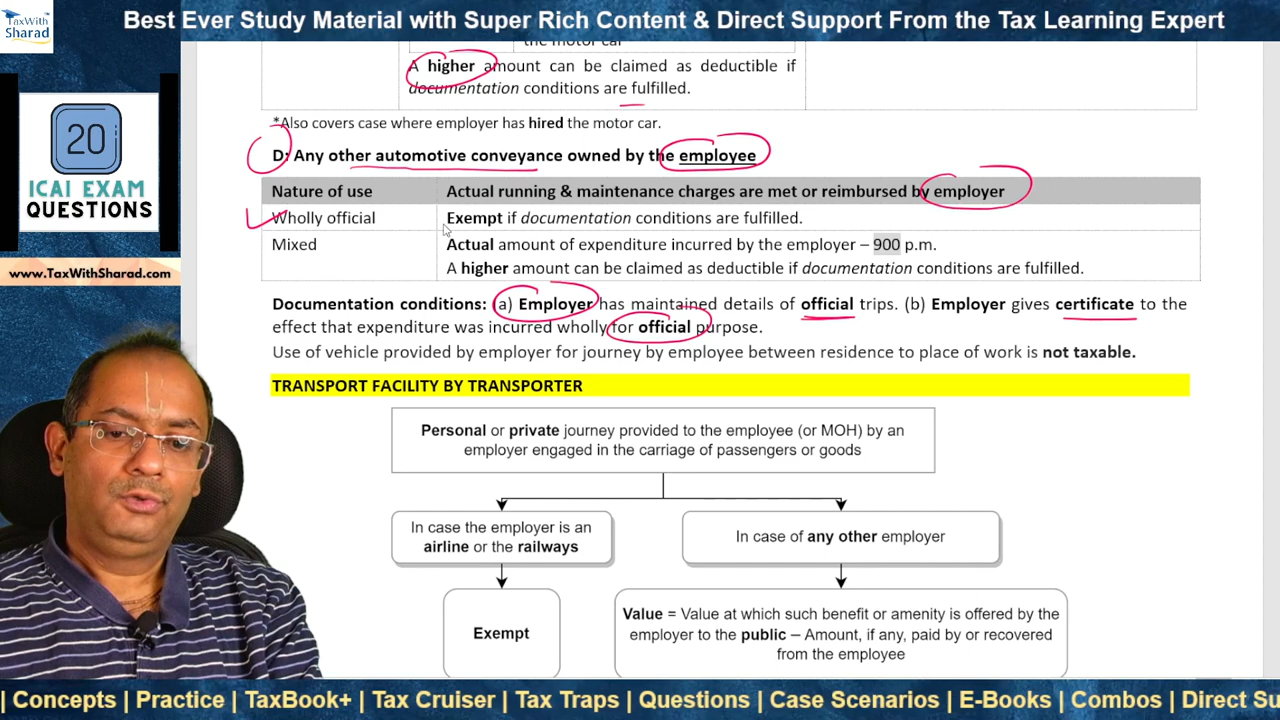 TaxWith
Sharad
Best Ever Study Material with Super Rich Content & Direct Support From the Tax Learning Expert
20
ICAI EXAM
QUESTIONS
www.TaxWithSharad.com
the motor car
A higher amount can be claimed as deductible if
documentation conditions are fulfilled.
*Also covers case where employer has hired the motor car.
D: Any other automotive conveyance owned by the employee
Nature of use Actual running & maintenance charges are met or reimbursed by employer
Wholly official Exempt if documentation conditions are fulfilled.
Mixed Actual amount of expenditure incurred by the employer – 900 p.m.
A higher amount can be claimed as deductible if documentation conditions are fulfilled.
Documentation conditions: (a) Employer has maintained details of official trips. (b) Employer gives certificate to the
effect that expenditure was incurred wholly for official purpose.
Use of vehicle provided by employer for journey by employee between residence to place of work is not taxable.
TRANSPORT FACILITY BY TRANSPORTER
Personal or private journey provided to the employee (or MOH) by an
employer engaged in the carriage of passengers or goods
In case the employer is an
airline or the railways
In case of any other employer
Exempt
Value = Value at which such benefit or amenity is offered by the
employer to the public – Amount, if any, paid by or recovered
from the employee
| Concepts | Practice | TaxBook+ | Tax Cruiser | Tax Traps | Questions | Case Scenarios | E-Books | Combos | Direct Su